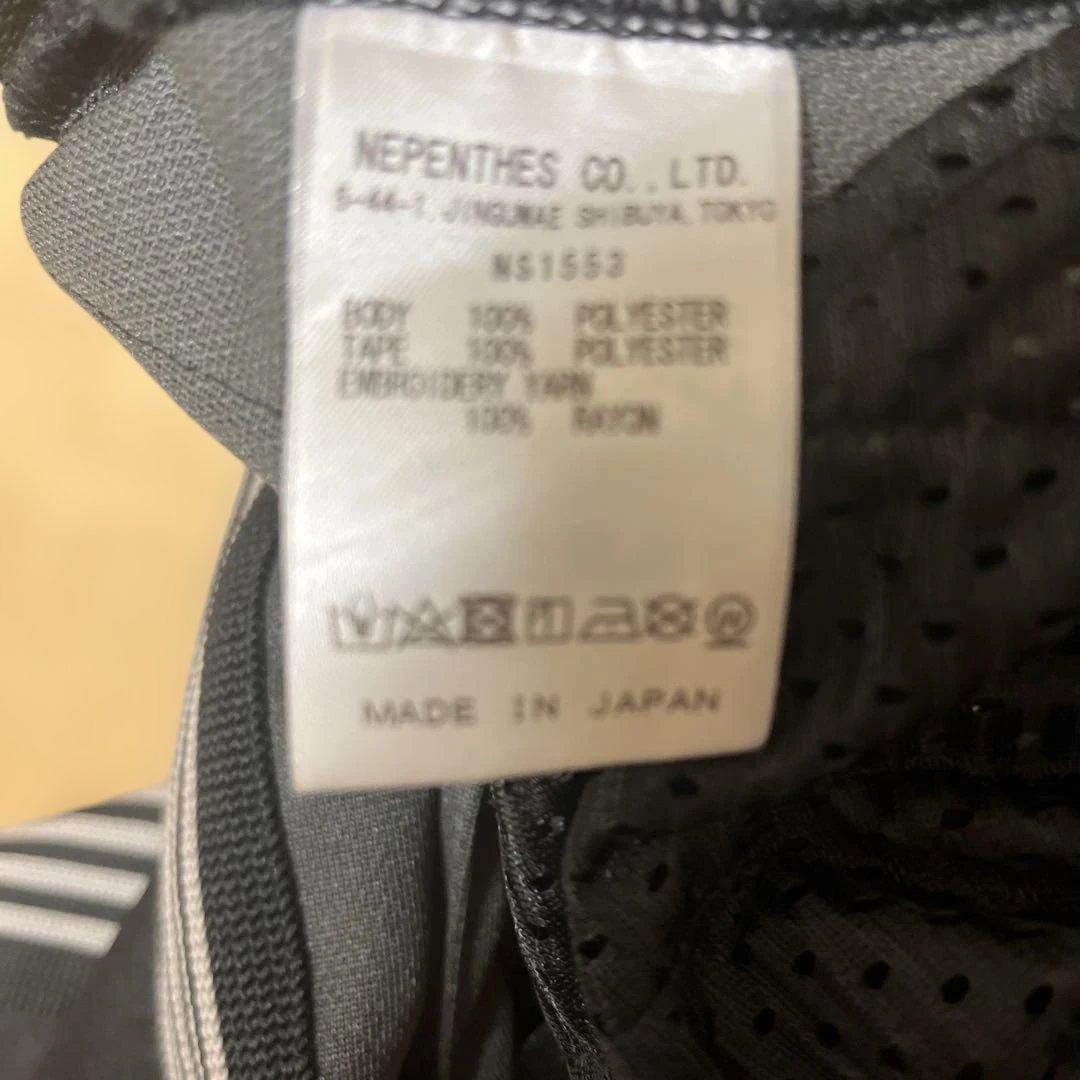 NEPENTHES CO., LTD.
5-44-1, JINGUMAE SHIBUYA, TOKYO
NS1553
BODY 100% POLYESTER
TAPE 100% POLYESTER
EMBROIDERY YARN
100% RAYON
MADE IN JAPAN